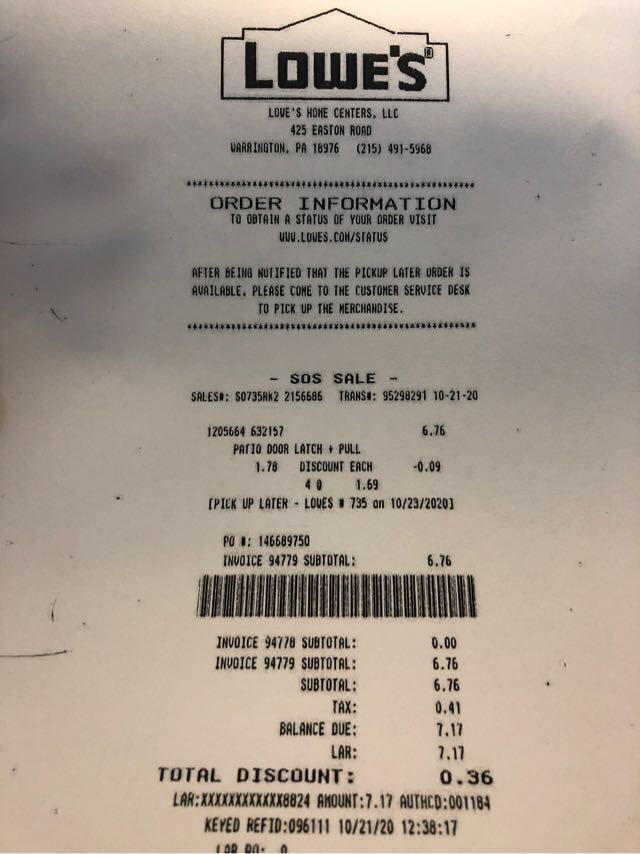 LOWE'S®
LOWE'S HOME CENTERS, LLC
425 EASTON ROAD
WARRINGTON, PA 18976 (215) 491-5968
****************************************************
ORDER INFORMATION
TO OBTAIN A STATUS OF YOUR ORDER VISIT
WWW.LOWES.COM/STATUS
AFTER BEING NOTIFIED THAT THE PICKUP LATER ORDER IS
AVAILABLE, PLEASE COME TO THE CUSTOMER SERVICE DESK
TO PICK UP THE MERCHANDISE.
****************************************************
- SOS SALE -
SALES#: S0735RK2 2156686 TRANS#: 95298291 10-21-20
1205664 632157 6.76
PATIO DOOR LATCH + PULL
1.78 DISCOUNT EACH -0.09
4 @ 1.69
[PICK UP LATER - LOWES # 735 on 10/23/2020]
PO #: 146689750
INVOICE 94779 SUBTOTAL: 6.76
INVOICE 94778 SUBTOTAL: 0.00
INVOICE 94779 SUBTOTAL: 6.76
SUBTOTAL: 6.76
TAX: 0.41
BALANCE DUE: 7.17
LAR: 7.17
TOTAL DISCOUNT: 0.36
LAR:XXXXXXXXXXXX8824 AMOUNT:7.17 AUTHCD:001184
KEYED REFID:096111 10/21/20 12:38:17
LAR PO: 0